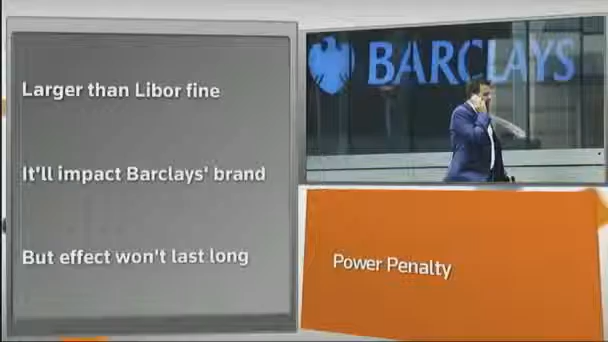 Larger than Libor fine
It'll impact Barclays' brand
But effect won't last long
BARCLAYS
Power Penalty